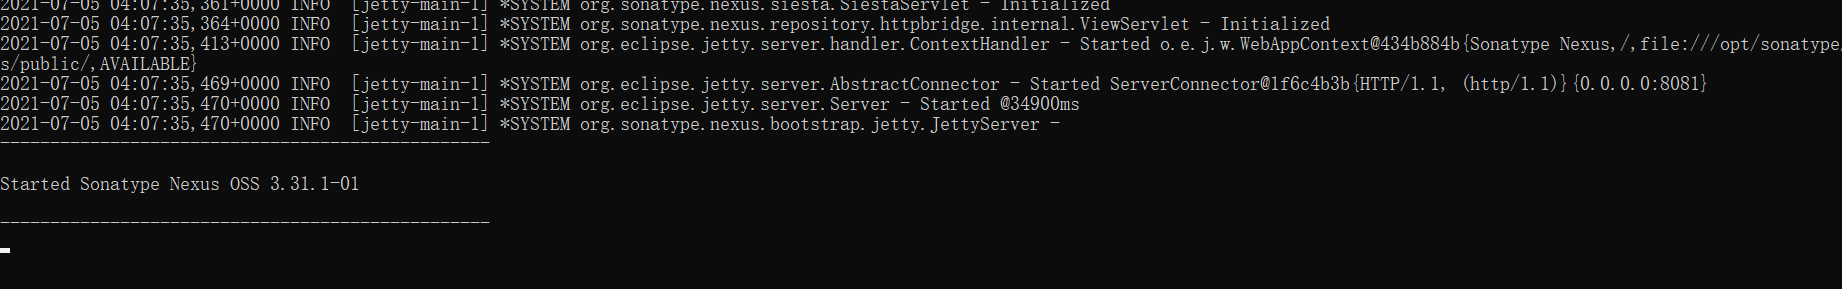 2021-07-05 04:07:35,361+0000 INFO  [jetty-main-1] *SYSTEM org.sonatype.nexus.siesta.SiestaServlet - Initialized
2021-07-05 04:07:35,364+0000 INFO  [jetty-main-1] *SYSTEM org.sonatype.nexus.repository.httpbridge.internal.ViewServlet - Initialized
2021-07-05 04:07:35,413+0000 INFO  [jetty-main-1] *SYSTEM org.eclipse.jetty.server.handler.ContextHandler - Started o.e.j.w.WebAppContext@434b884b{Sonatype Nexus,/,file:///opt/sonatype/
s/public/,AVAILABLE}
2021-07-05 04:07:35,469+0000 INFO  [jetty-main-1] *SYSTEM org.eclipse.jetty.server.AbstractConnector - Started ServerConnector@1f6c4b3b{HTTP/1.1, (http/1.1)}{0.0.0.0:8081}
2021-07-05 04:07:35,470+0000 INFO  [jetty-main-1] *SYSTEM org.eclipse.jetty.server.Server - Started @34900ms
2021-07-05 04:07:35,470+0000 INFO  [jetty-main-1] *SYSTEM org.sonatype.nexus.bootstrap.jetty.JettyServer -
-------------------------------------------------
Started Sonatype Nexus OSS 3.31.1-01
-------------------------------------------------